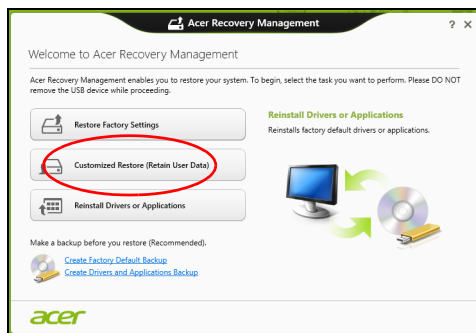 Acer Recovery Management
? ×
Welcome to Acer Recovery Management
Acer Recovery Management enables you to restore your system. To begin, select the task you want to perform. Please DO NOT
remove the USB device while proceeding.
Restore Factory Settings
Customized Restore (Retain User Data)
Reinstall Drivers or Applications
Reinstall Drivers or Applications
Reinstalls factory default drivers or applications.
Make a backup before you restore (Recommended).
Create Factory Default Backup
Create Drivers and Applications Backup
acer